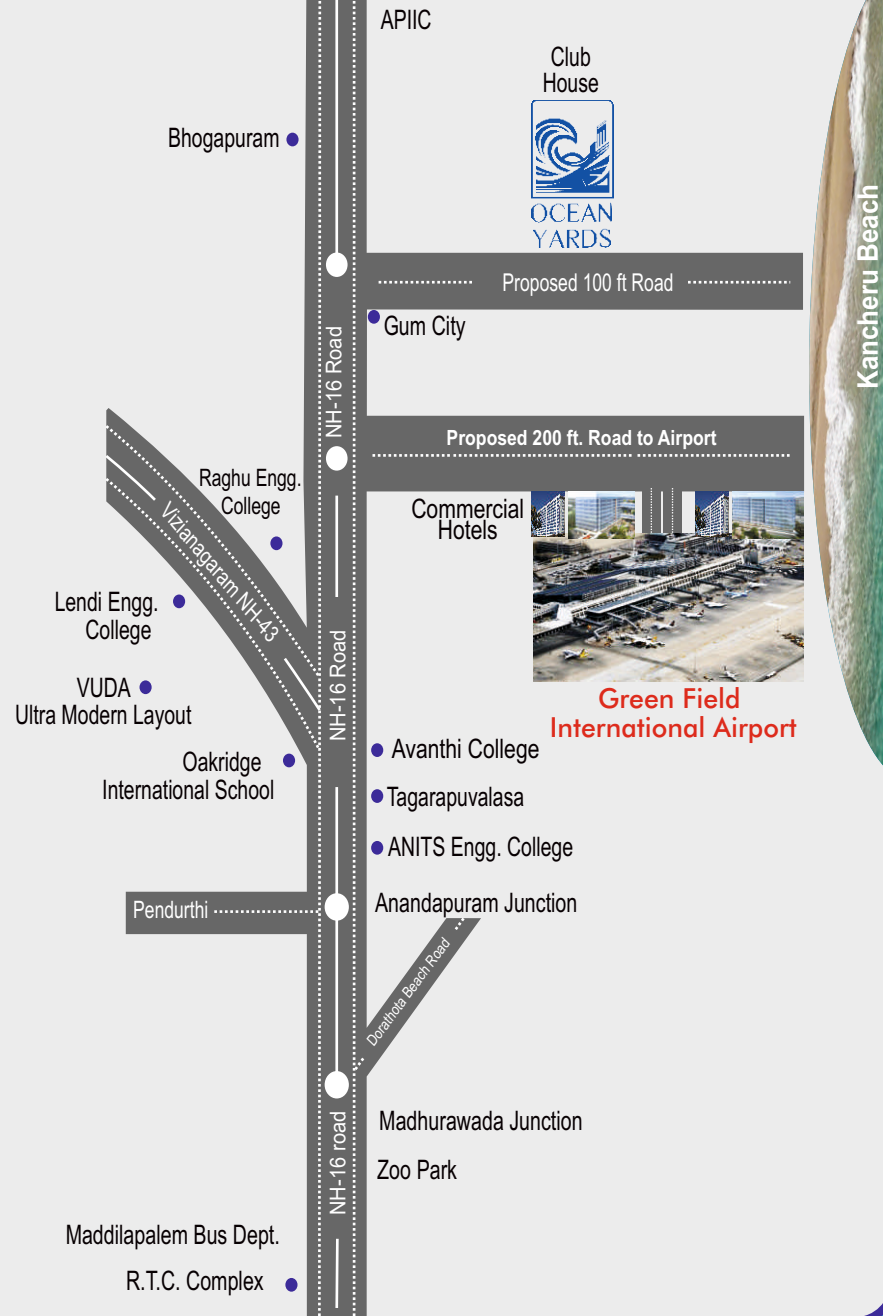 APIIC
Club
House
Bhogapuram
OCEAN
YARDS
Kancheru Beach
Proposed 100 ft Road
Gum City
NH-16 Road
Proposed 200 ft. Road to Airport
Raghu Engg.
College
Commercial
Hotels
Vizianagaram NH-43
Lendi Engg.
College
NH-16 Road
VUDA
Ultra Modern Layout
Green Field
International Airport
Oakridge
International School
Avanthi College
Tagarapuvalasa
ANITS Engg. College
Pendurthi
Anandapuram Junction
Dorathota Beach Road
Madhurawada Junction
NH-16 road
Zoo Park
Maddilapalem Bus Dept.
R.T.C. Complex